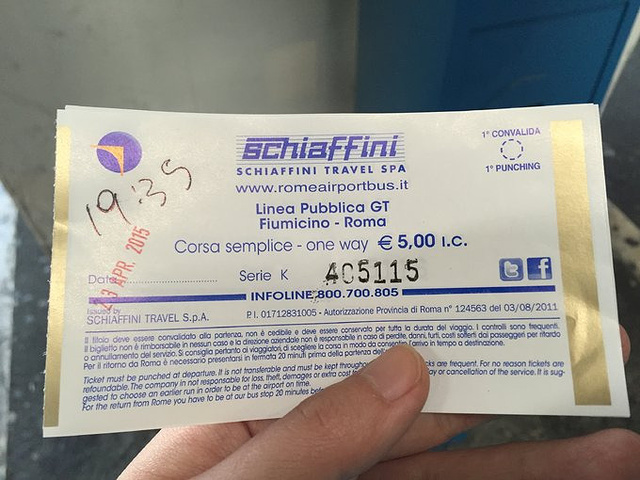 schiaffini
SCHIAFFINI TRAVEL SPA
www.romeairportbus.it
1° CONVALIDA
1° PUNCHING
19:35
Linea Pubblica GT
Fiumicino - Roma
Corsa semplice - one way € 5,00 I.C.
APR. 2015
Data
Serie K A05115
INFOLINE 800.700.805
Issued by
SCHIAFFINI TRAVEL S.p.A. P.I. 01712831005 - Autorizzazione Provincia di Roma n° 124563 del 03/08/2011
Il titolo deve essere convalidato alla partenza, non è cedibile e deve essere conservato per tutta la durata del viaggio. I controlli sono frequenti.
Il biglietto non è rimborsabile in nessun caso e la direzione aziendale non è responsabile in caso di perdite, danni, furti, costi sofferti dai passeggeri per ritardo
o annullamento del servizio. Si consiglia pertanto ai viaggiatori, di scegliere la corsa in modo da consentire l'arrivo in tempo a destinazione.
Per il ritorno da Roma è necessario presentarsi in fermata 20 minuti prima della partenza
Ticket must be punched at departure. It is not transferable and must be kept throughout are frequent. For no reason tickets are
refoundable. The company is not responsable for loss, theft, damages or extra cost to or cancellation of the service. It is sug-
gested to choose an earlier run in order to be at the airport on time.
For the return from Rome you have to be at our bus stop 20 minutes